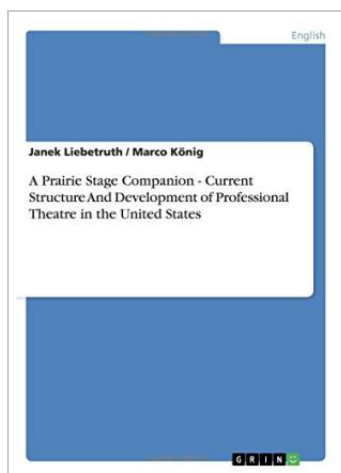 English
Janek Liebetruth / Marco König
A Prairie Stage Companion - Current
Structure And Development of Professional
Theatre in the United States
GRIN